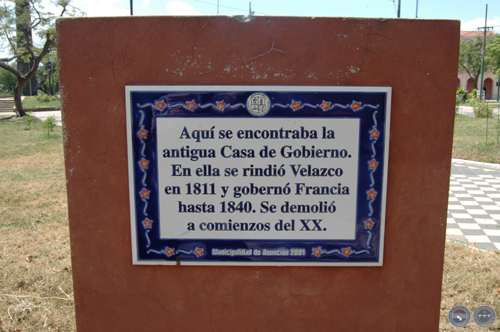 Aquí se encontraba la
antigua Casa de Gobierno.
En ella se rindió Velazco
en 1811 y gobernó Francia
hasta 1840. Se demolió
a comienzos del XX.
Municipalidad de Asunción 2001